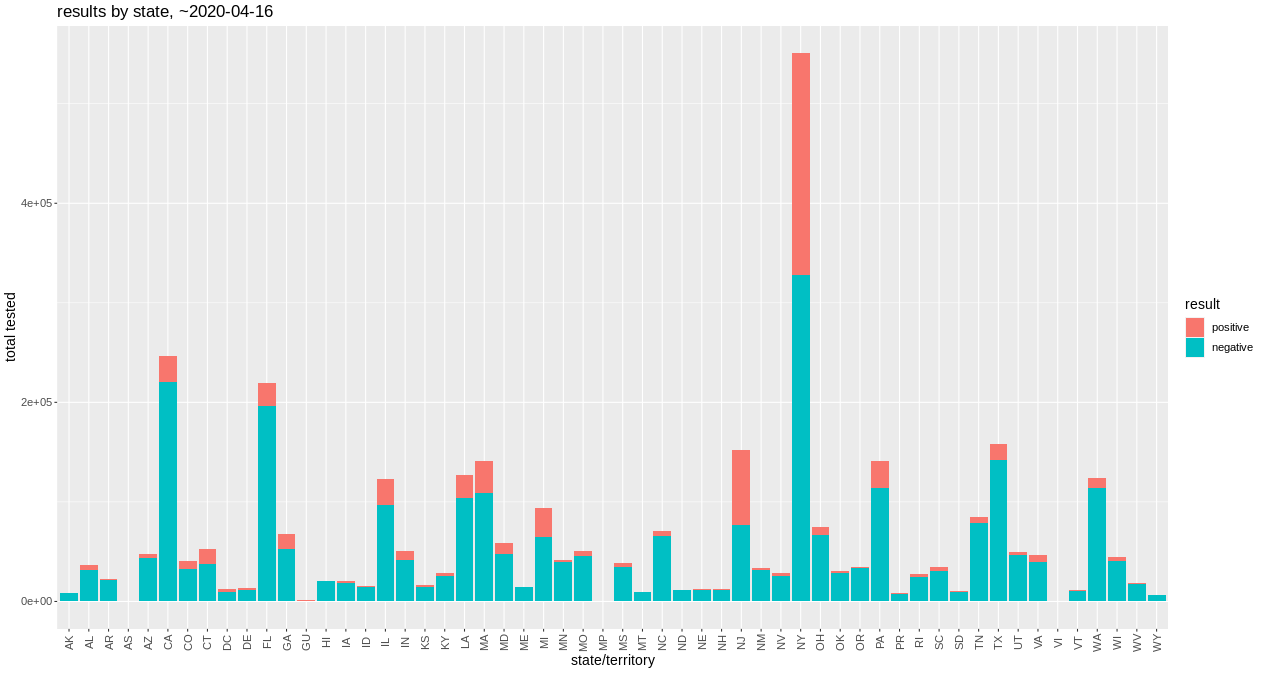 results by state, ~2020-04-16
total tested
4e+05
2e+05
0e+00
AK AL AR AS AZ CA CO CT DC DE FL GA GU HI IA ID IL IN KS KY LA MA MD ME MI MN MO MP MS MT NC ND NE NH NJ NM NV NY OH OK OR PA PR RI SC SD TN TX UT VA VI VT WA WI WV WY
state/territory
result
positive
negative